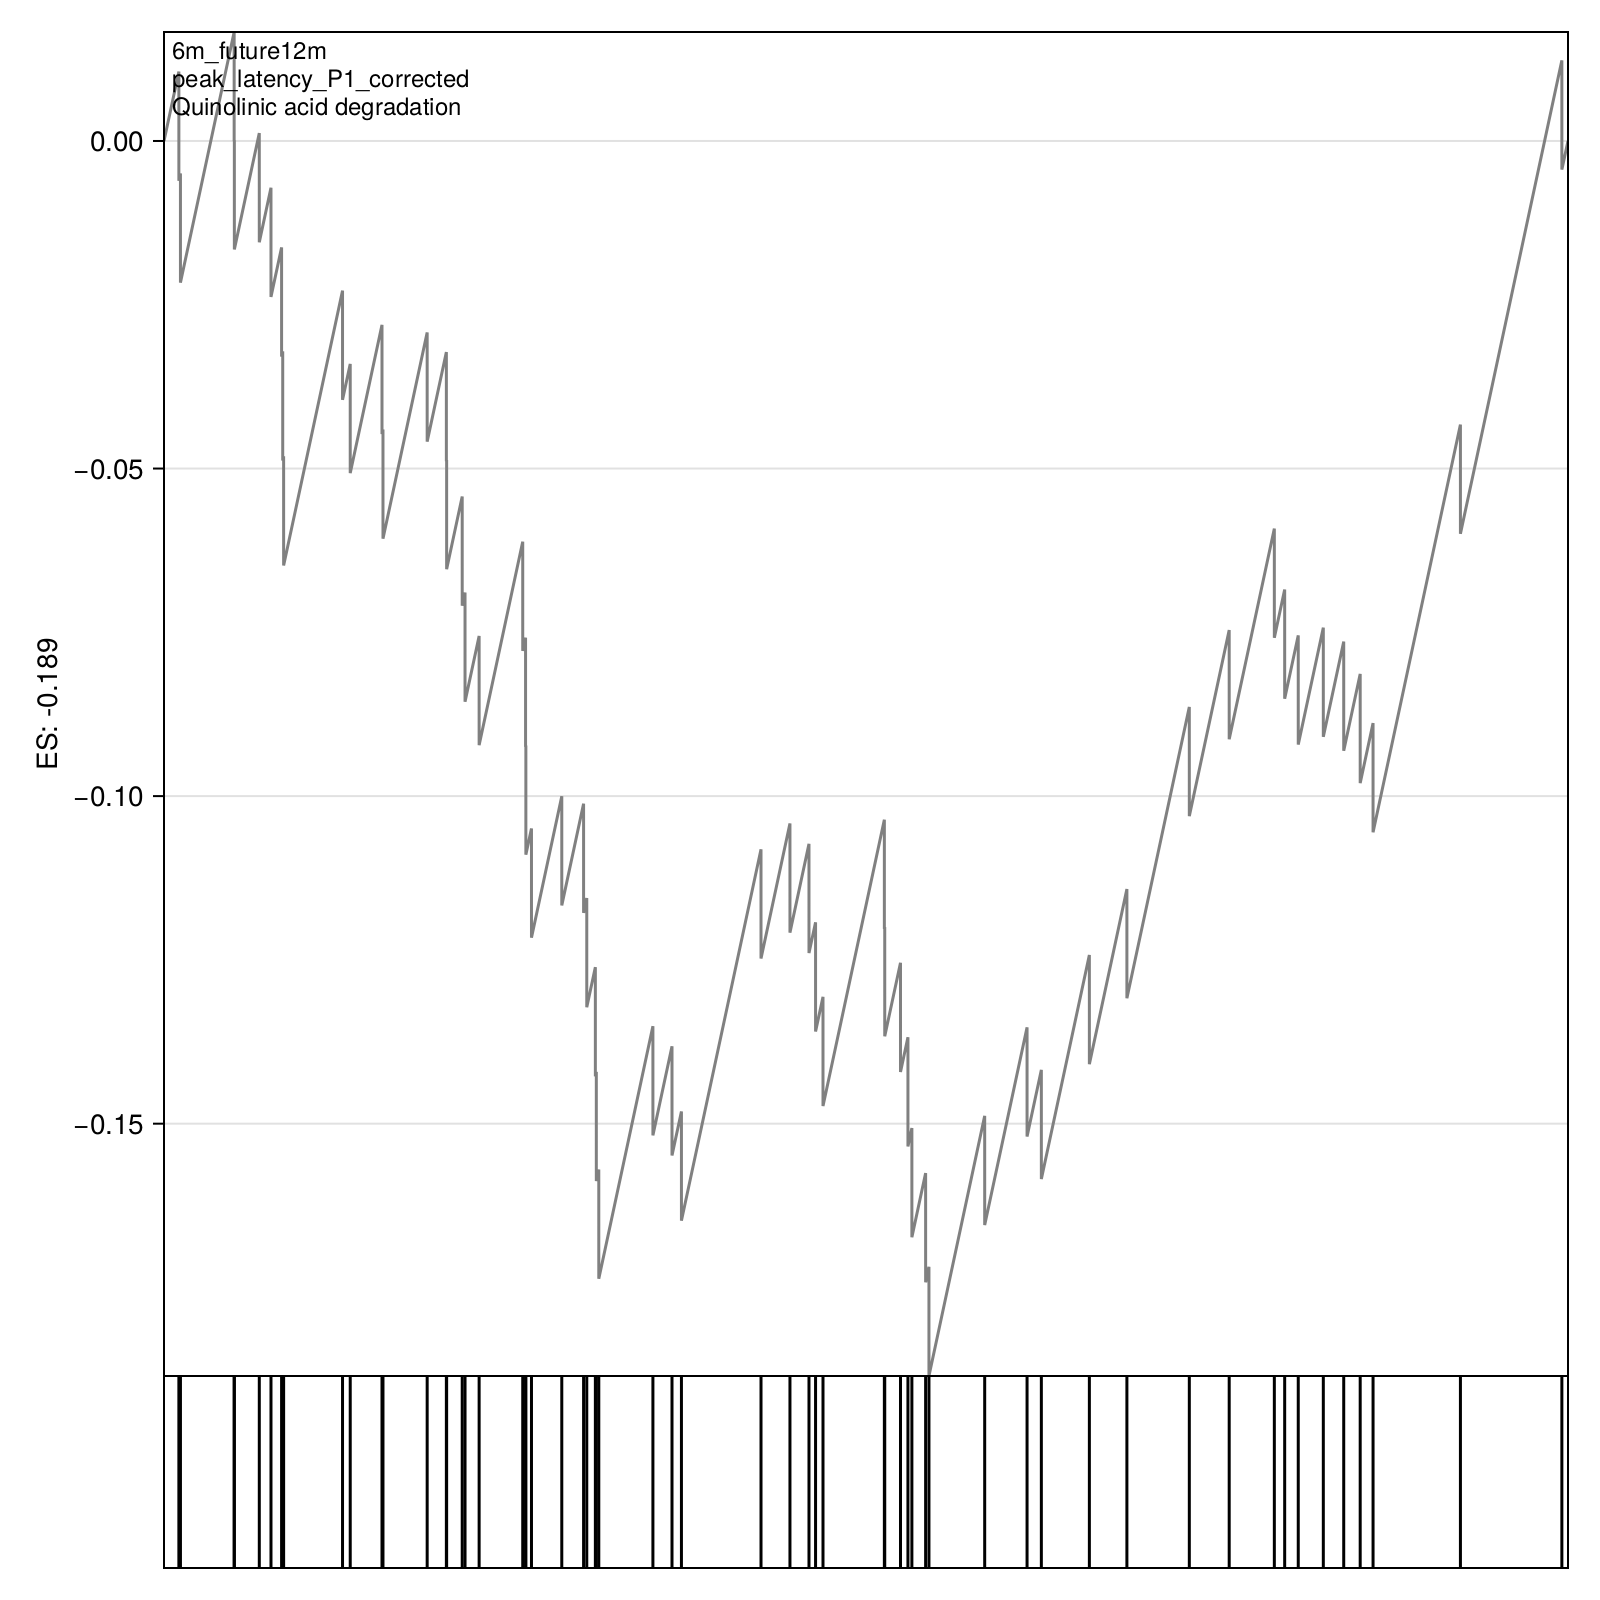 6m_future12m
peak_latency_P1_corrected
Quinolinic acid degradation
0.00
−0.05
ES: -0.189
−0.10
−0.15